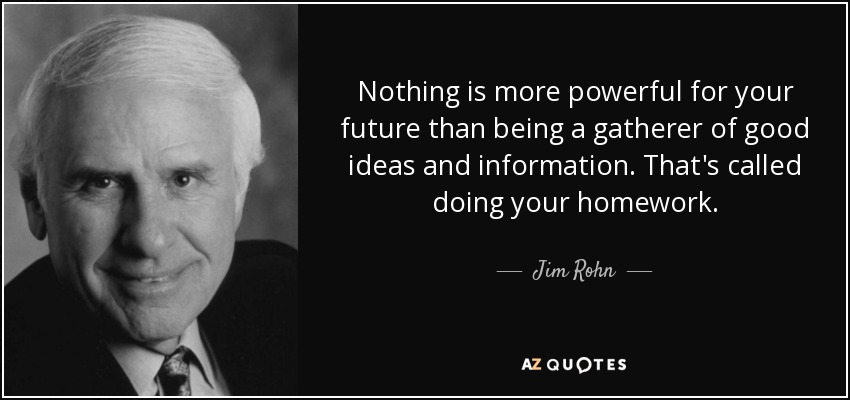 Nothing is more powerful for your
future than being a gatherer of good
ideas and information. That's called
doing your homework.
Jim Rohn
AZ QUOTES